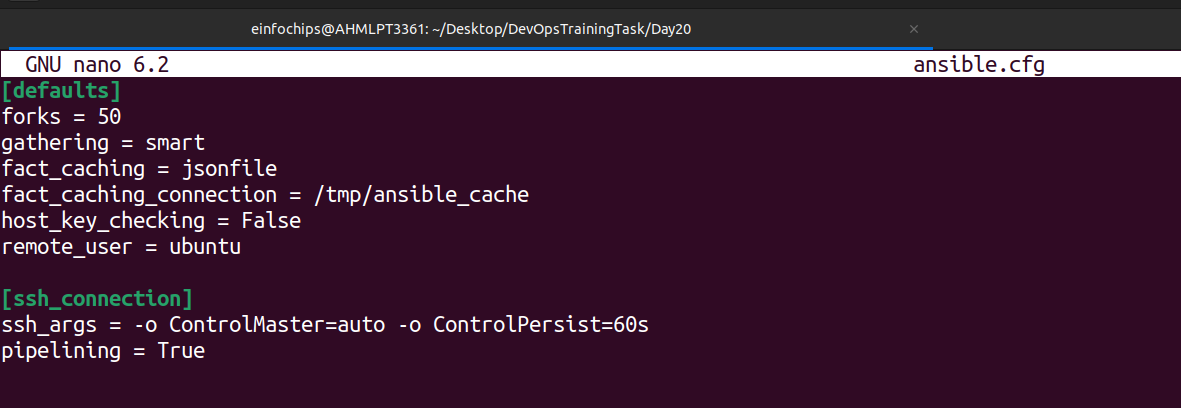 einfochips@AHMLPT3361: ~/Desktop/DevOpsTrainingTask/Day20 ×
GNU nano 6.2 ansible.cfg
[defaults]
forks = 50
gathering = smart
fact_caching = jsonfile
fact_caching_connection = /tmp/ansible_cache
host_key_checking = False
remote_user = ubuntu
[ssh_connection]
ssh_args = -o ControlMaster=auto -o ControlPersist=60s
pipelining = True